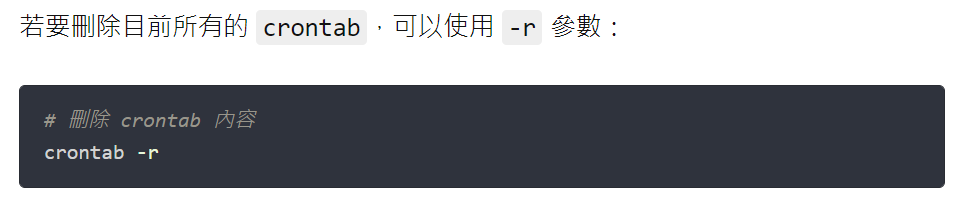 若要刪除目前所有的 crontab，可以使用 -r 參數：
# 刪除 crontab 內容
crontab -r